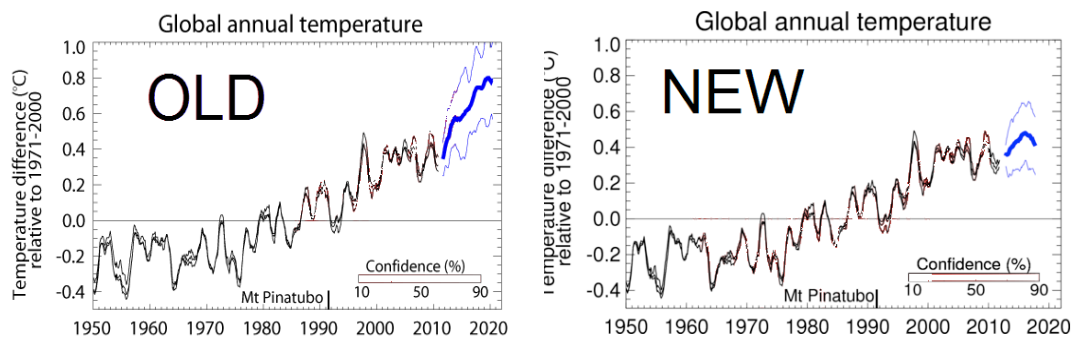 Global annual temperature
OLD
Temperature difference (°C)
relative to 1971-2000
1.0
0.8
0.6
0.4
0.2
0.0
-0.2
-0.4
Confidence (%)
10 50 90
Mt Pinatubo
1950 1960 1970 1980 1990 2000 2010 2020
Global annual temperature
NEW
Temperature difference (°C)
relative to 1971-2000
1.0
0.8
0.6
0.4
0.2
0.0
-0.2
-0.4
Confidence (%)
10 50 90
Mt Pinatubo
1950 1960 1970 1980 1990 2000 2010 2020